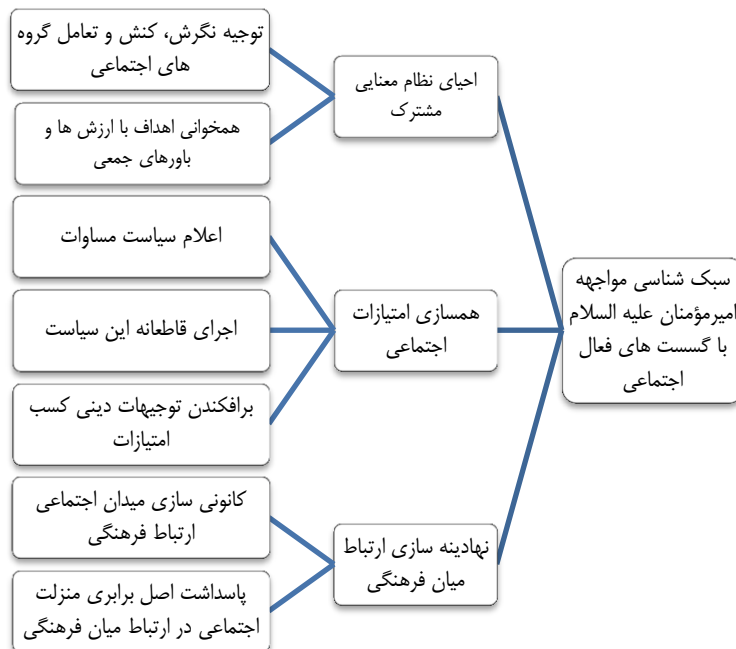 سبک شناسی مواجهه
امیرمؤمنان علیه السلام
با گسست های فعال
اجتماعی
احیای نظام معنایی
مشترک
توجیه نگرش، کنش و تعامل گروه
های اجتماعی
همخوانی اهداف با ارزش ها و
باورهای جمعی
همسازی امتیازات
اجتماعی
اعلام سیاست مساوات
اجرای قاطعانه این سیاست
برافکندن توجیهات دینی کسب
امتیازات
نهادینه سازی ارتباط
میان فرهنگی
کانونی سازی میدان اجتماعی
ارتباط فرهنگی
پاسداشت اصل برابری منزلت
اجتماعی در ارتباط میان فرهنگی